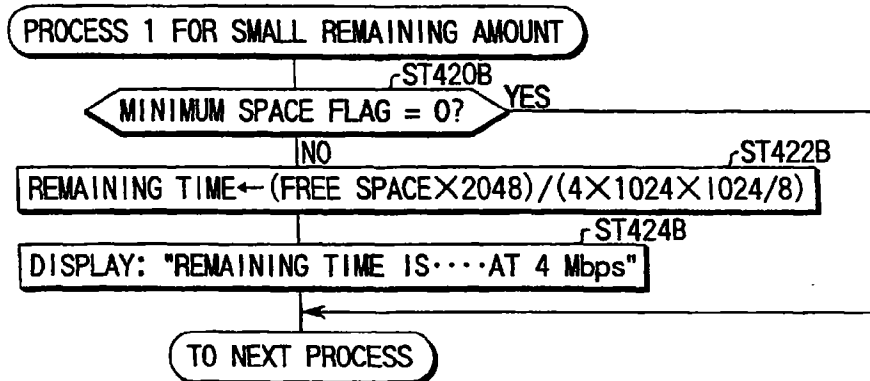 PROCESS 1 FOR SMALL REMAINING AMOUNT
ST420B
MINIMUM SPACE FLAG = 0?
YES
NO
ST422B
REMAINING TIME←(FREE SPACE×2048)/(4×1024×1024/8)
ST424B
DISPLAY: "REMAINING TIME IS····AT 4 Mbps"
TO NEXT PROCESS